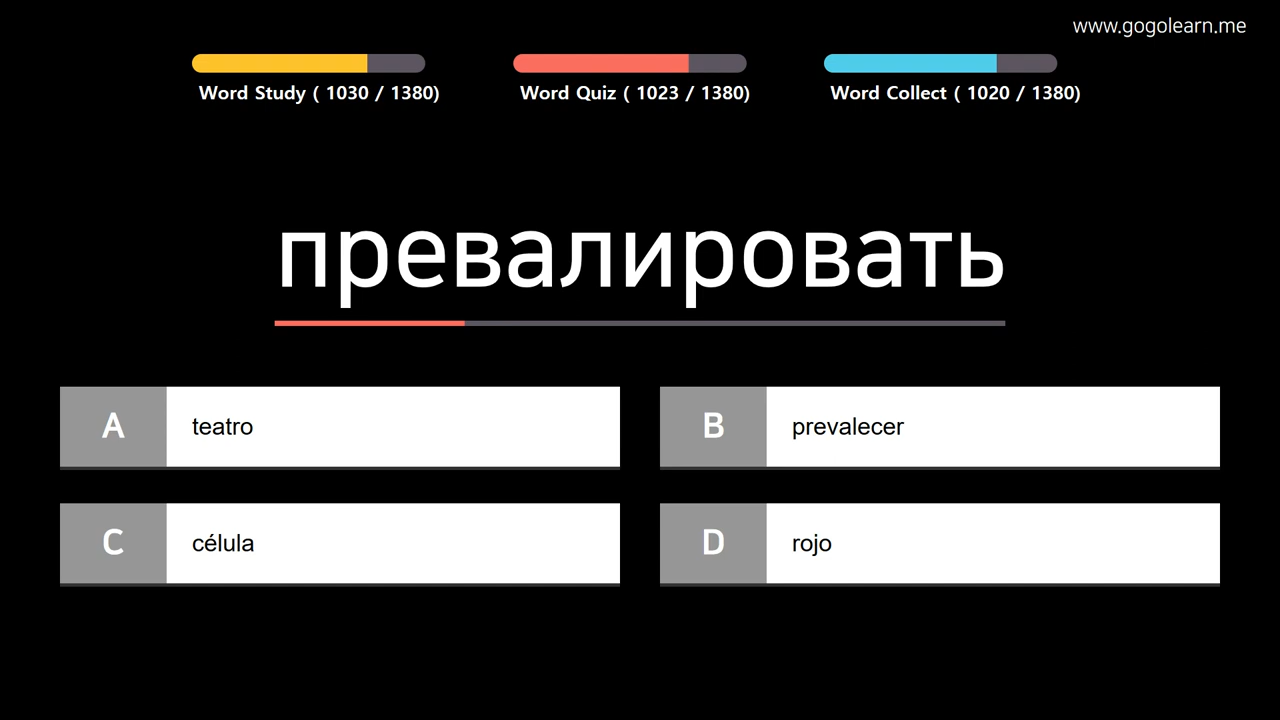 www.gogolearn.me
Word Study ( 1030 / 1380)
Word Quiz ( 1023 / 1380)
Word Collect ( 1020 / 1380)
превалировать
A teatro
B prevalecer
C célula
D rojo